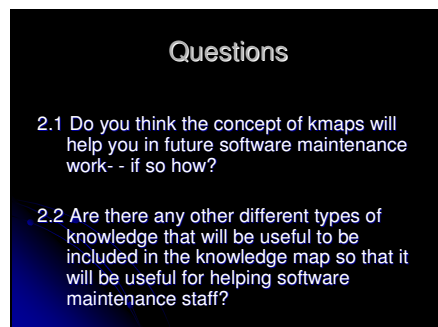 Questions
2.1 Do you think the concept of kmaps will
help you in future software maintenance
work- - if so how?
2.2 Are there any other different types of
knowledge that will be useful to be
included in the knowledge map so that it
will be useful for helping software
maintenance staff?